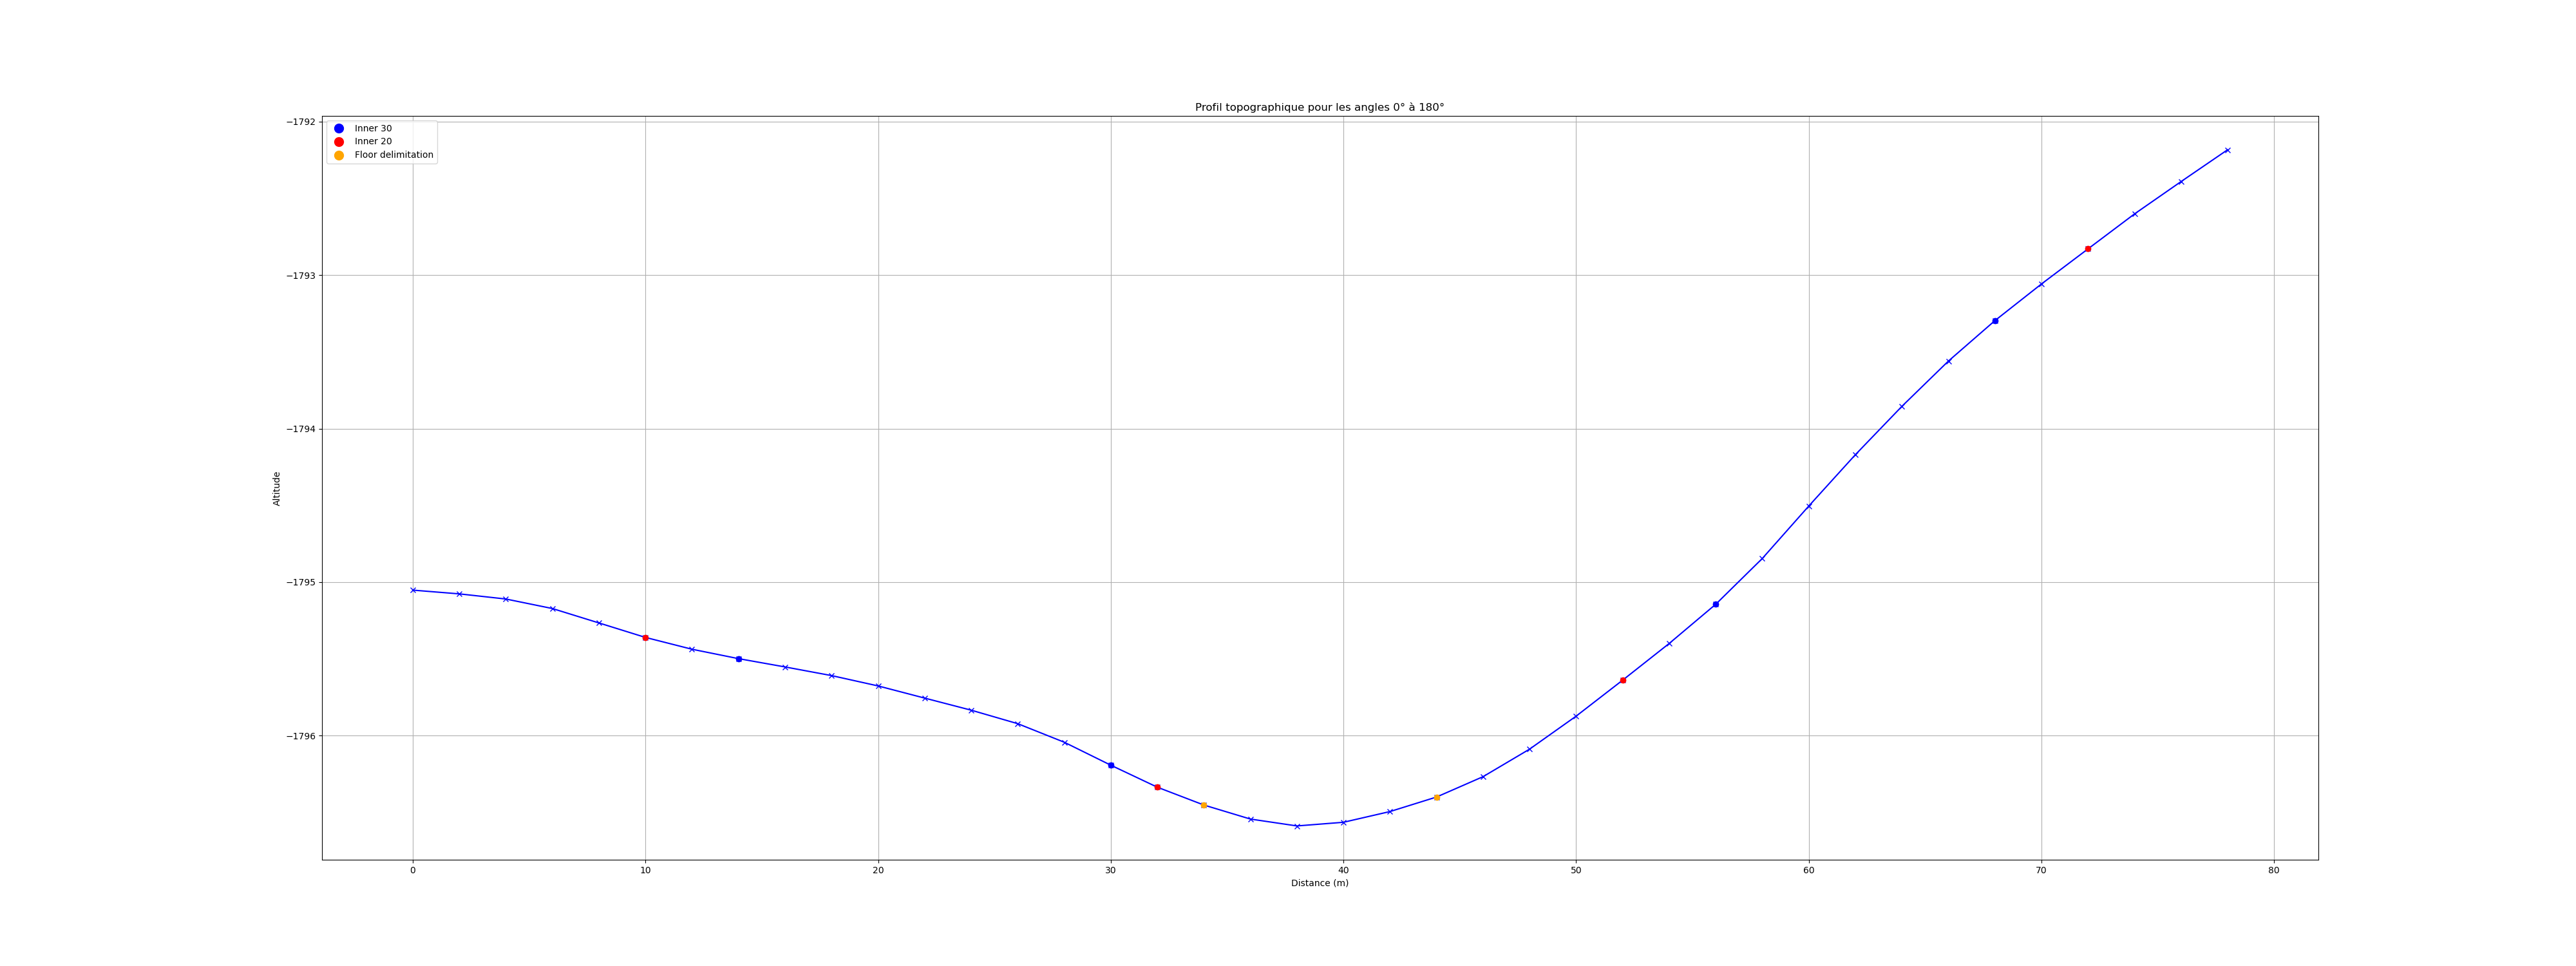 Profil topographique pour les angles 0° à 180°
Inner 30
Inner 20
Floor delimitation
−1792
−1793
−1794
−1795
−1796
Altitude
0 10 20 30 40 50 60 70 80
Distance (m)